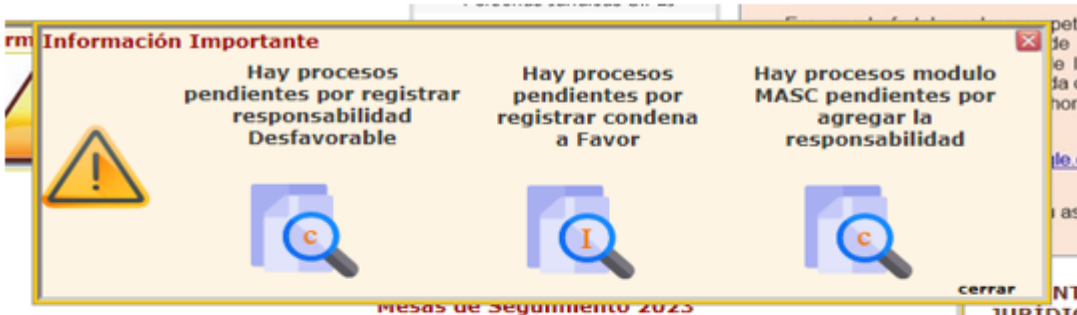 Información Importante
Hay procesos
pendientes por registrar
responsabilidad
Desfavorable
Hay procesos
pendientes por
registrar condena
a Favor
Hay procesos modulo
MASC pendientes por
agregar la
responsabilidad
c
I
c
cerrar
Mesas de Seguimiento 2023